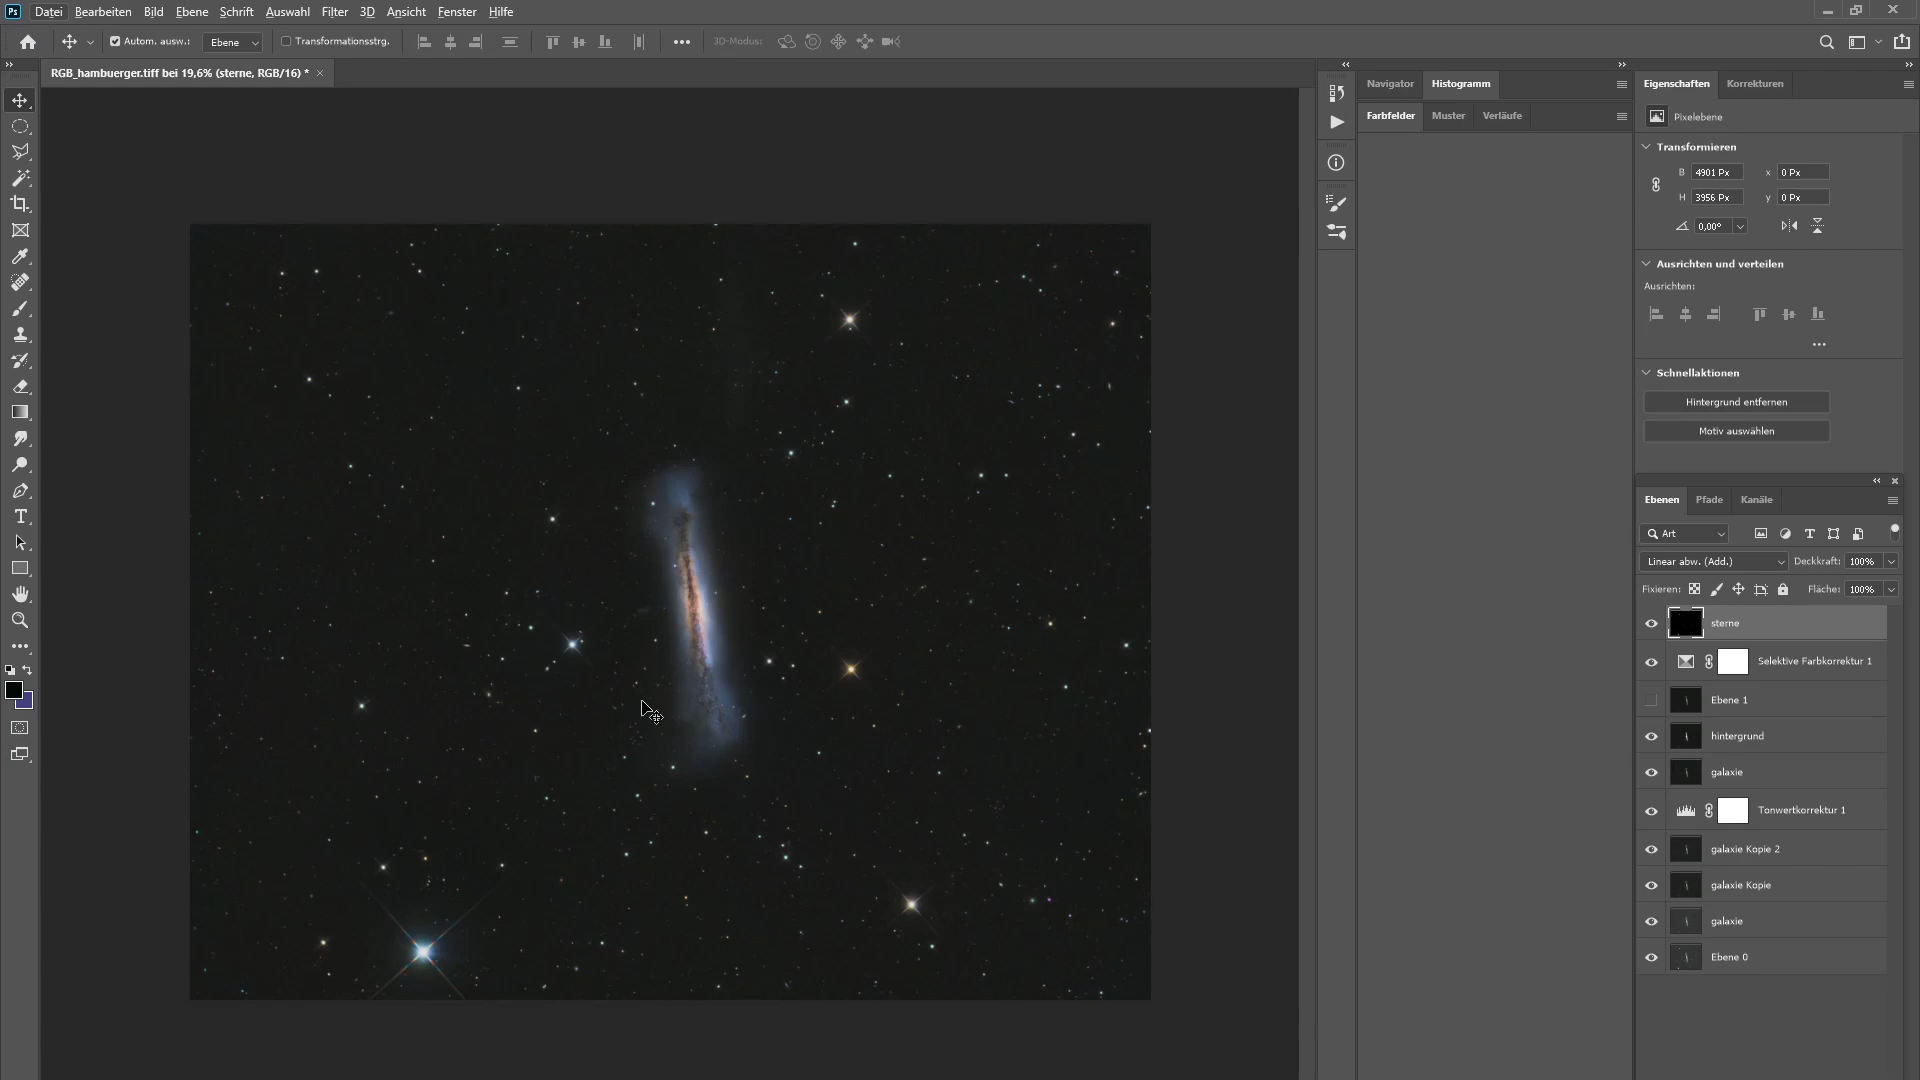 Ps Datei Bearbeiten Bild Ebene Schrift Auswahl Filter 3D Ansicht Fenster Hilfe
Autom. ausw.: Ebene Transformationsstrg. 3D-Modus:
RGB_hambuerger.tiff bei 19,6% (sterne, RGB/16) *
Navigator Histogramm
Farbfelder Muster Verläufe
Eigenschaften Korrekturen
Pixelebene
Transformieren
B 4901 Px x 0 Px
H 3956 Px y 0 Px
0,00°
Ausrichten und verteilen
Ausrichten:
Schnellaktionen
Hintergrund entfernen
Motiv auswählen
Ebenen Pfade Kanäle
Art
Linear abw. (Add.) Deckkraft: 100%
Fixieren: Fläche: 100%
sterne
Selektive Farbkorrektur 1
Ebene 1
hintergrund
galaxie
Tonwertkorrektur 1
galaxie Kopie 2
galaxie Kopie
galaxie
Ebene 0